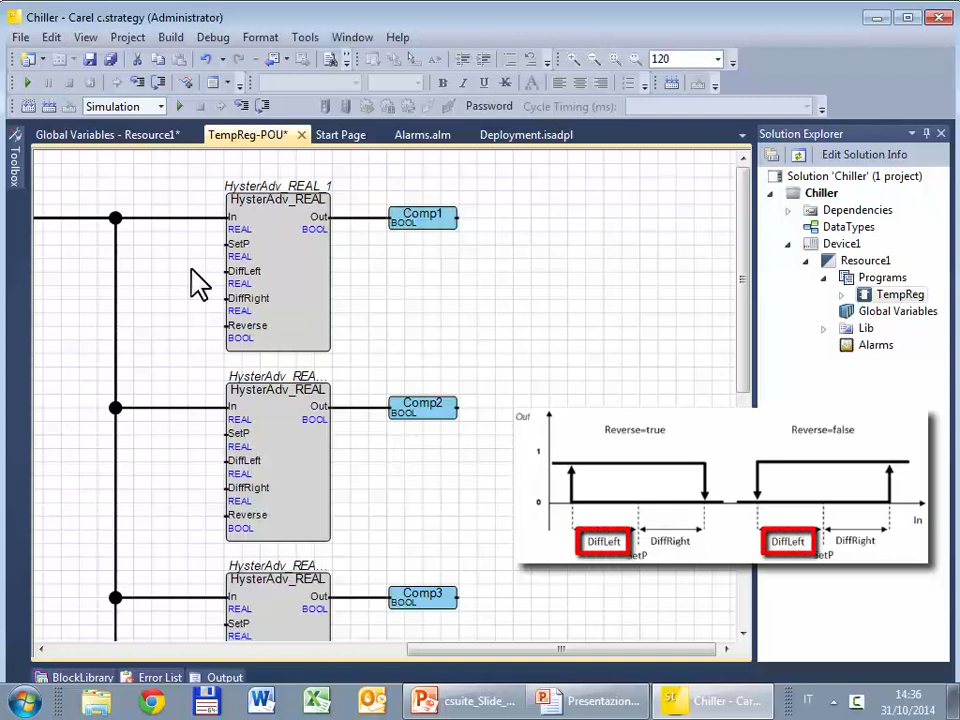 Chiller - Carel c.strategy (Administrator)
File Edit View Project Build Debug Format Tools Window Help
120
Simulation Password Cycle Timing (ms):
Global Variables - Resource1* TempReg-POU* Start Page Alarms.alm Deployment.isadpl
Toolbox
HysterAdv_REAL_1
HysterAdv_REAL
In Out
REAL BOOL
SetP
REAL
DiffLeft
REAL
DiffRight
REAL
Reverse
BOOL
Comp1
BOOL
HysterAdv_REA...
HysterAdv_REAL
In Out
REAL BOOL
SetP
REAL
DiffLeft
REAL
DiffRight
REAL
Reverse
BOOL
Comp2
BOOL
HysterAdv_REA...
HysterAdv_REAL
In Out
REAL BOOL
SetP
REAL
Comp3
BOOL
Out
Reverse=true Reverse=false
1
0
In
DiffLeft DiffRight DiffLeft DiffRight
SetP SetP
Solution Explorer
Edit Solution Info
Solution 'Chiller' (1 project)
Chiller
Dependencies
DataTypes
Device1
Resource1
Programs
TempReg
Global Variables
Lib
Alarms
BlockLibrary Error List Output
csuite_Slide_... Presentazion... Chiller - Car... IT 14:36
31/10/2014